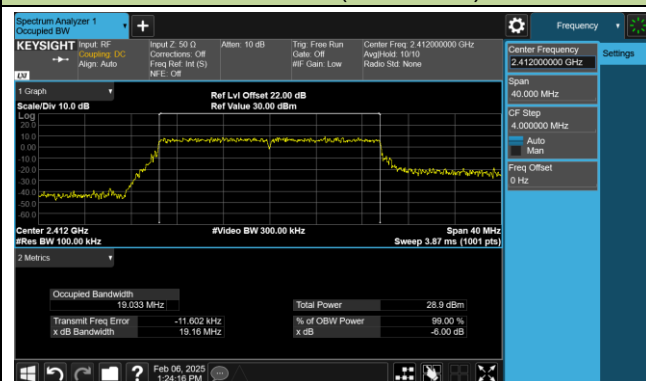 Spectrum Analyzer 1
Occupied BW
Frequency
KEYSIGHT Input: RF Input Z: 50 Ω Atten: 10 dB Trig: Free Run Center Freq: 2.412000000 GHz
Coupling: DC Corrections: Off Gate: Off Avg|Hold: 10/10
Align: Auto Freq Ref: Int (S) #IF Gain: Low Radio Std: None
NFE: Off
LXI
Center Frequency
2.412000000 GHz
Settings
Span
40.000 MHz
CF Step
4.000000 MHz
Auto
Man
Freq Offset
0 Hz
1 Graph
Ref Lvl Offset 22.00 dB
Scale/Div 10.0 dB Ref Value 30.00 dBm
Log
20.0
10.0
0.00
-10.0
-20.0
-30.0
-40.0
-50.0
-60.0
Center 2.412 GHz #Video BW 300.00 kHz Span 40 MHz
#Res BW 100.00 kHz Sweep 3.87 ms (1001 pts)
2 Metrics
Occupied Bandwidth
19.033 MHz Total Power 28.9 dBm
Transmit Freq Error -11.602 kHz % of OBW Power 99.00 %
x dB Bandwidth 19.16 MHz x dB -6.00 dB
Feb 06, 2025
1:24:16 PM